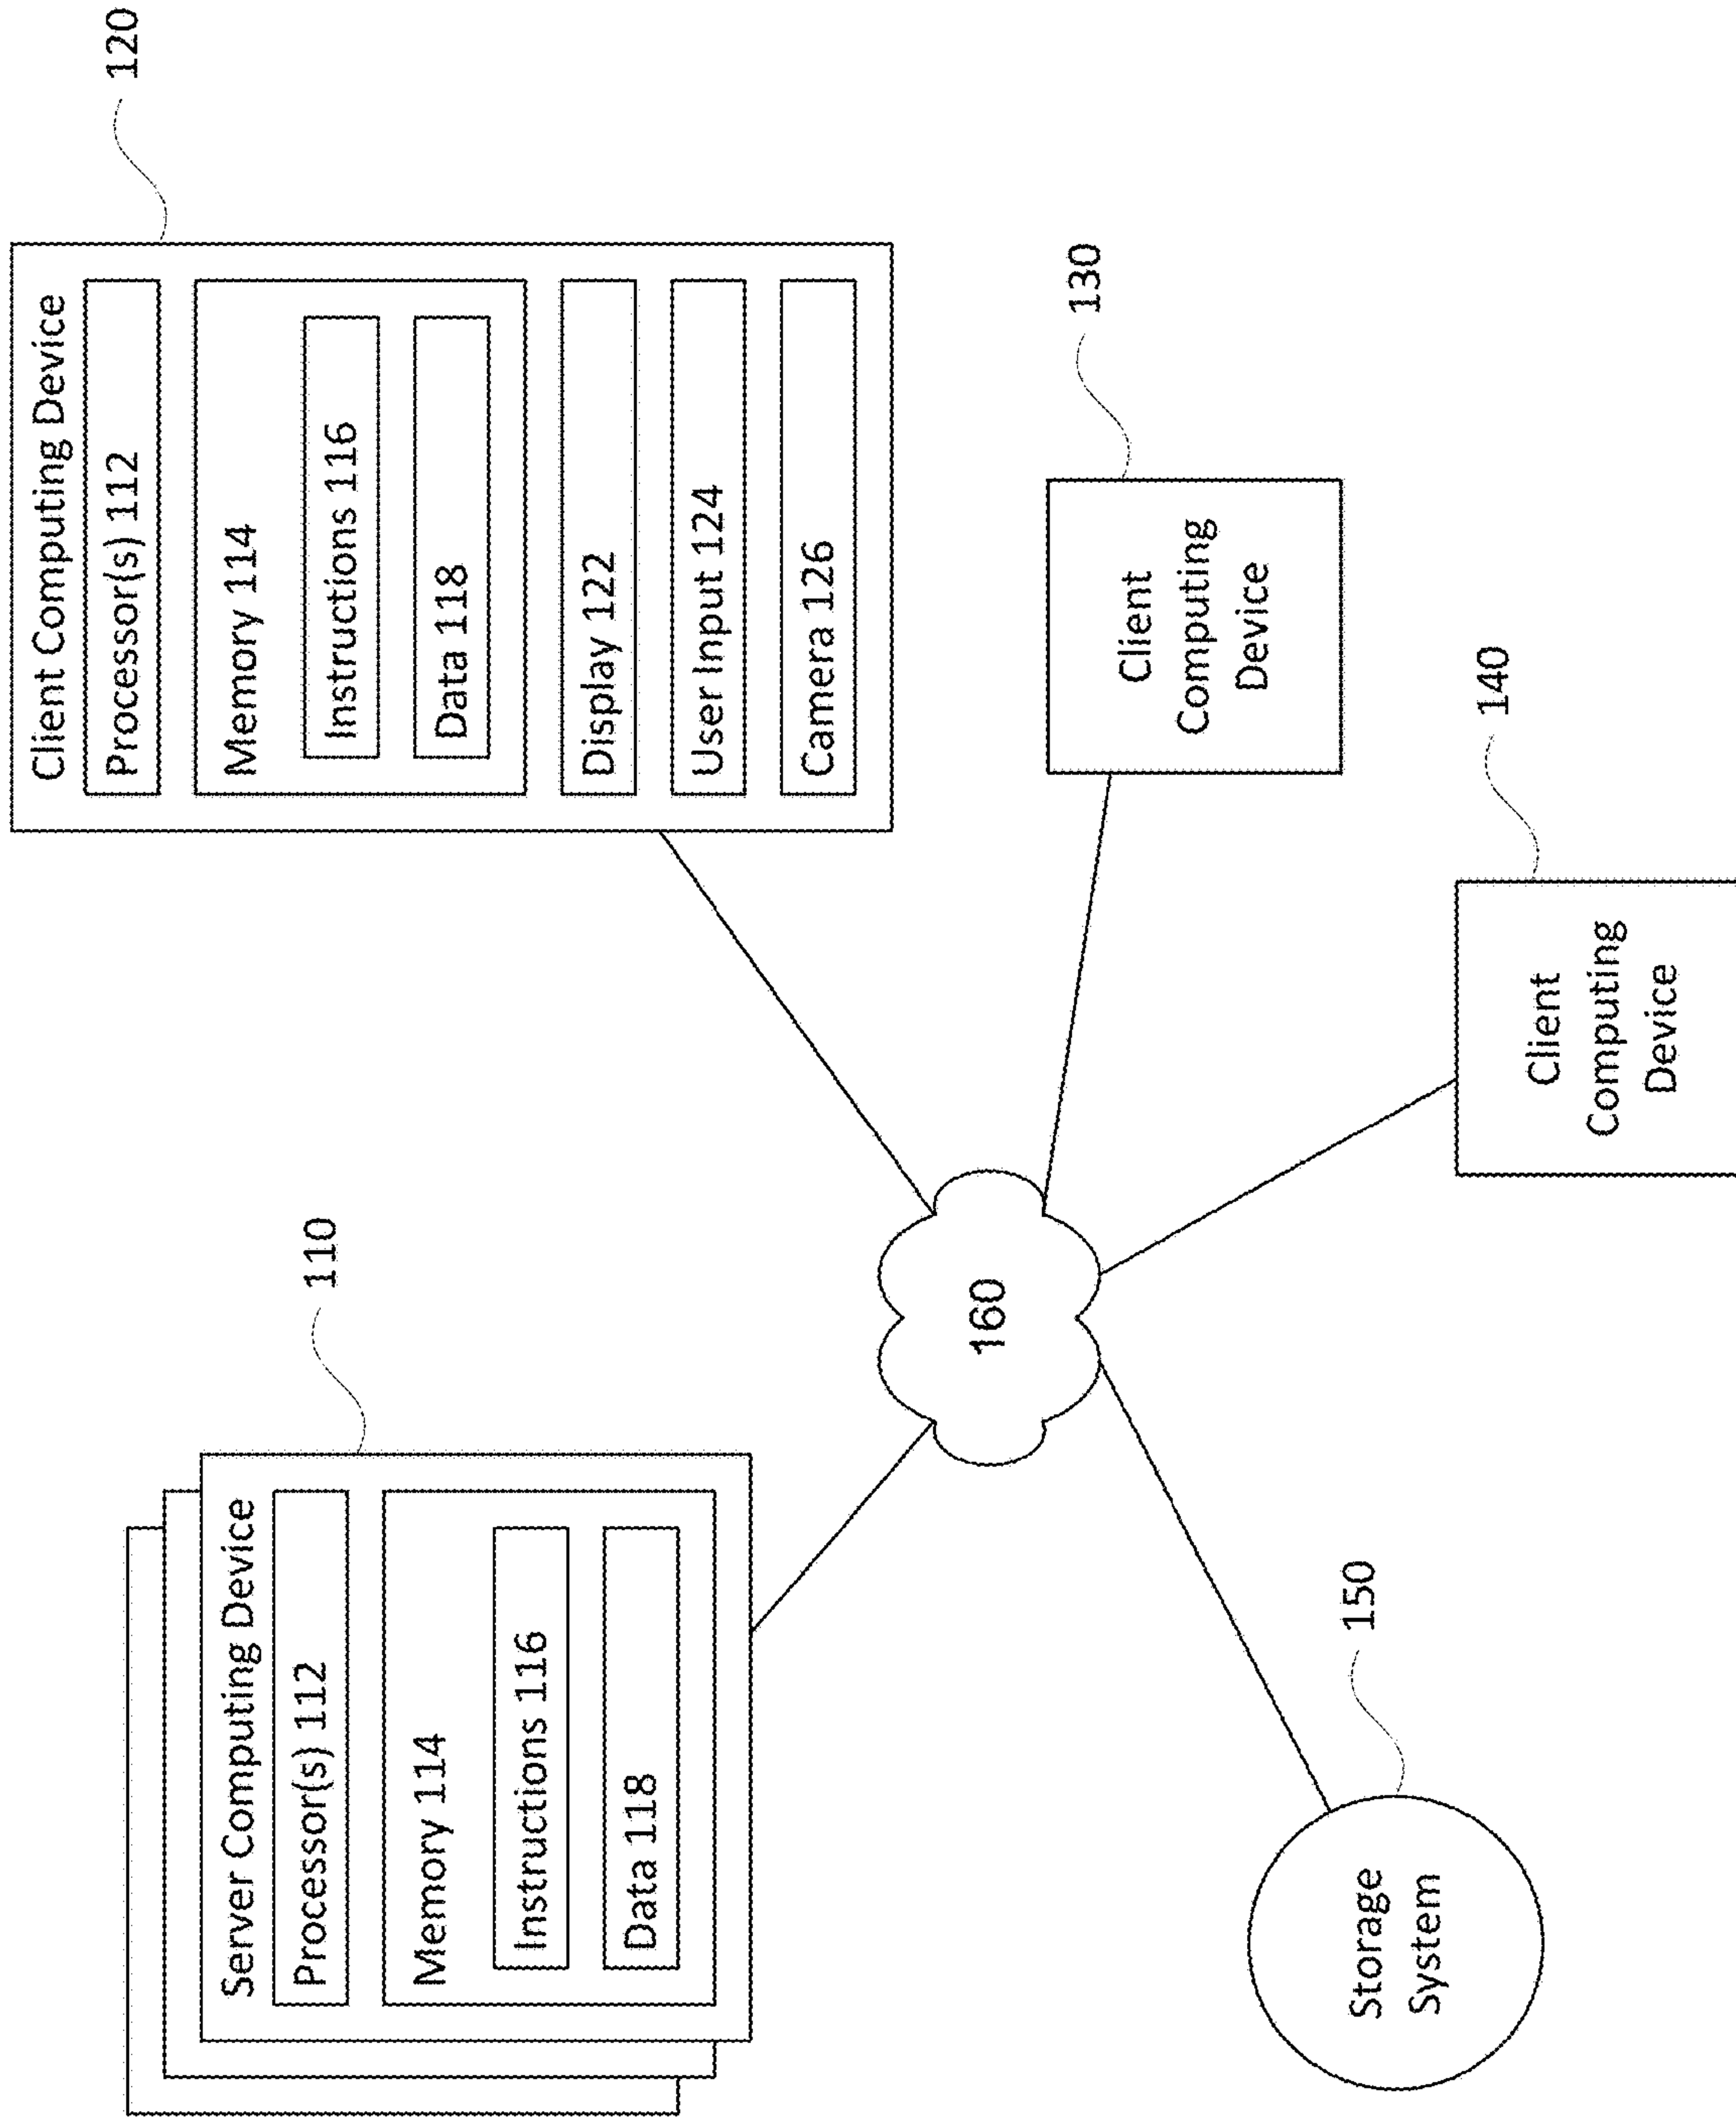 Server Computing Device
Processor(s) 112
Memory 114
Instructions 116
Data 118
110
Client Computing Device
Processor(s) 112
Memory 114
Instructions 116
Data 118
Display 122
User Input 124
Camera 126
120
160
Client
Computing
Device
130
Client
Computing
Device
140
Storage
System
150